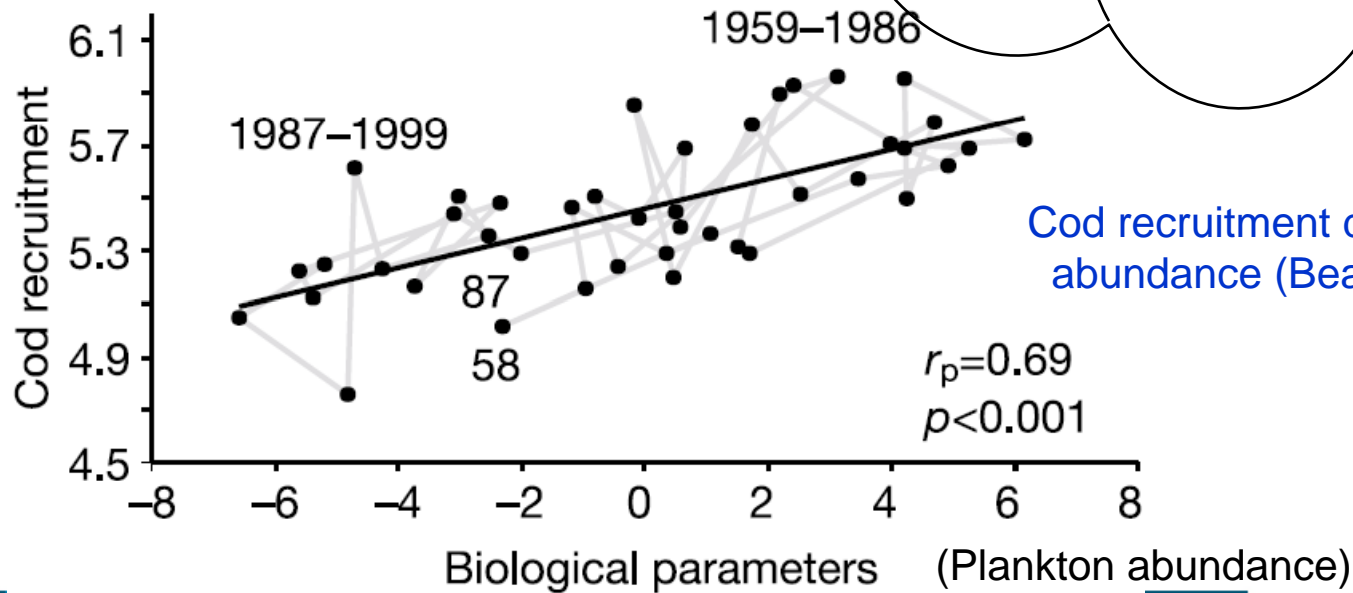 1959–1986
6.1
1987–1999
5.7
Cod recruitment
Cod recruitment
abundance
5.3
87
58
4.9
rp=0.69
p<0.001
4.5
–8 –6 –4 –2 0 2 4 6 8
Biological parameters (Plankton abundance)